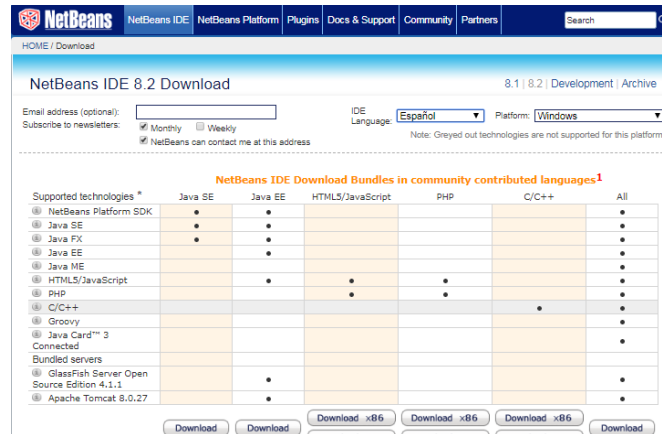 NetBeans
NetBeans IDE NetBeans Platform Plugins Docs & Support Community Partners Search
HOME / Download
NetBeans IDE 8.2 Download
8.1 | 8.2 | Development | Archive
Email address (optional):
IDE Language: Español
Platform: Windows
Subscribe to newsletters:
Monthly Weekly
NetBeans can contact me at this address
Note: Greyed out technologies are not supported for this platform
NetBeans IDE Download Bundles in community contributed languages1
Supported technologies * Java SE Java EE HTML5/JavaScript PHP C/C++ All
NetBeans Platform SDK • • •
Java SE • • •
Java FX • • •
Java EE • •
Java ME •
HTML5/JavaScript • • • •
PHP • • •
C/C++ • •
Groovy •
Java Card™ 3
Connected •
Bundled servers
GlassFish Server Open
Source Edition 4.1.1 • •
Apache Tomcat 8.0.27 • •
Download Download Download x86 Download x86 Download x86 Download